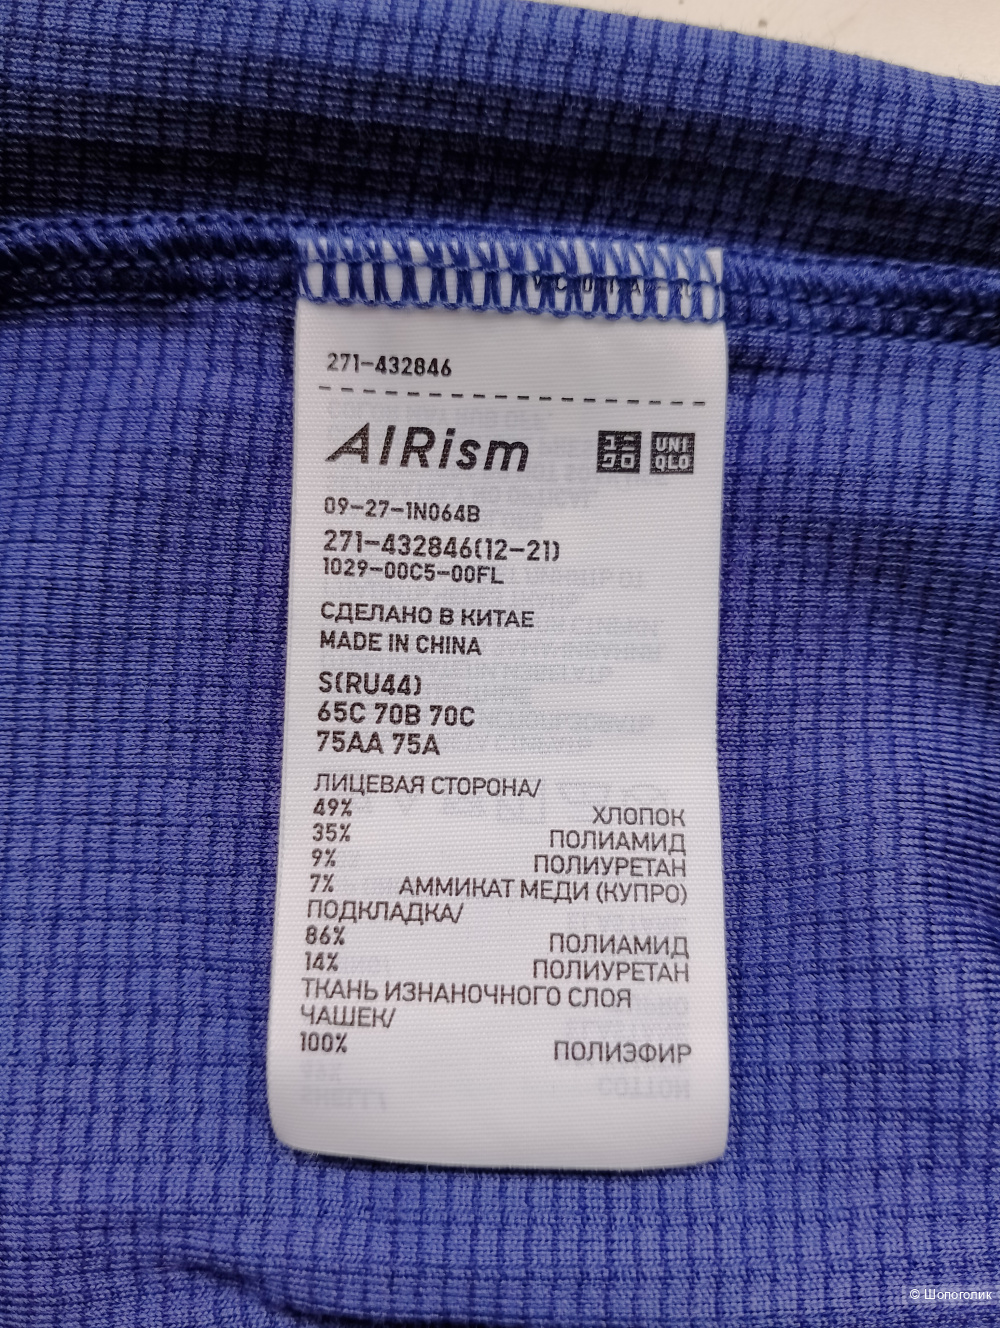 271-432846
AIRism ユニクロ UNIQLO
09-27-1N064B
271-432846(12-21)
1029-00C5-00FL
СДЕЛАНО В КИТАЕ
MADE IN CHINA
S(RU44)
65C 70B 70C
75AA 75A
ЛИЦЕВАЯ СТОРОНА/
49% ХЛОПОК
35% ПОЛИАМИД
9% ПОЛИУРЕТАН
7% АММИКАТ МЕДИ (КУПРО)
ПОДКЛАДКА/
86% ПОЛИАМИД
14% ПОЛИУРЕТАН
ТКАНЬ ИЗНАНОЧНОГО СЛОЯ
ЧАШЕК/
100% ПОЛИЭФИР
© Шопоголик